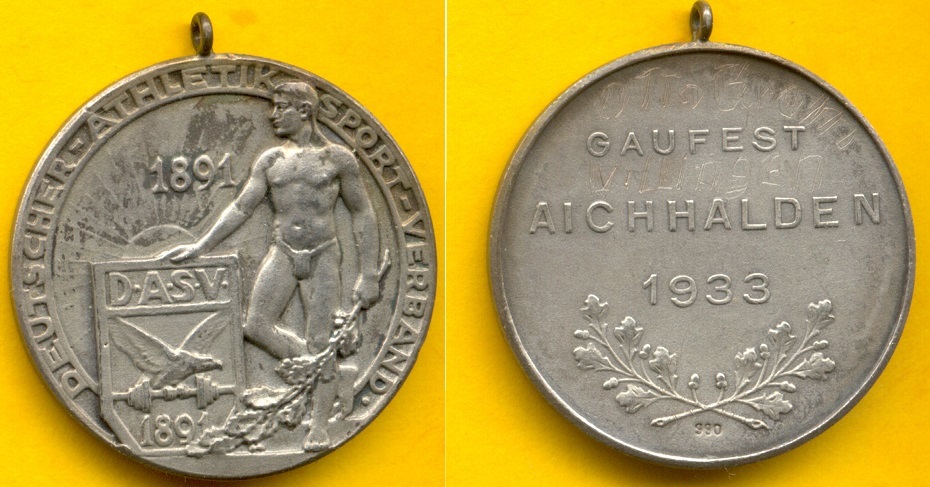 DEUTSCHER-ATHLETIK SPORT-VERBAND.
1891
D·A·S·V·
1891
GAUFEST
AICHHALDEN
1933